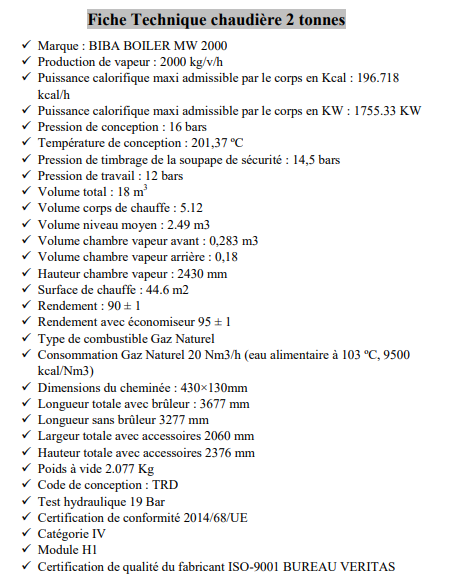 Fiche Technique chaudière 2 tonnes
✓ Marque : BIBA BOILER MW 2000
✓ Production de vapeur : 2000 kg/v/h
✓ Puissance calorifique maxi admissible par le corps en Kcal : 196.718
kcal/h
✓ Puissance calorifique maxi admissible par le corps en KW : 1755.33 KW
✓ Pression de conception : 16 bars
✓ Température de conception : 201,37 ºC
✓ Pression de timbrage de la soupape de sécurité : 14,5 bars
✓ Pression de travail : 12 bars
✓ Volume total : 18 m³
✓ Volume corps de chauffe : 5.12
✓ Volume niveau moyen : 2.49 m3
✓ Volume chambre vapeur avant : 0,283 m3
✓ Volume chambre vapeur arrière : 0,18
✓ Hauteur chambre vapeur : 2430 mm
✓ Surface de chauffe : 44.6 m2
✓ Rendement : 90 ± 1
✓ Rendement avec économiseur 95 ± 1
✓ Type de combustible Gaz Naturel
✓ Consommation Gaz Naturel 20 Nm3/h (eau alimentaire à 103 ºC, 9500
kcal/Nm3)
✓ Dimensions du cheminée : 430×130mm
✓ Longueur totale avec brûleur : 3677 mm
✓ Longueur sans brûleur 3277 mm
✓ Largeur totale avec accessoires 2060 mm
✓ Hauteur totale avec accessoires 2376 mm
✓ Poids à vide 2.077 Kg
✓ Code de conception : TRD
✓ Test hydraulique 19 Bar
✓ Certification de conformité 2014/68/UE
✓ Catégorie IV
✓ Module H1
✓ Certification de qualité du fabricant ISO-9001 BUREAU VERITAS